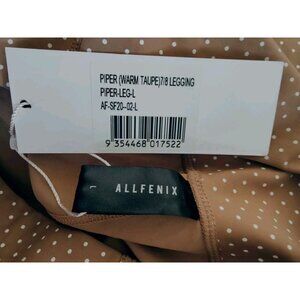 PIPER (WARM TAUPE)7/8 LEGGING
PIPER-LEG-L
AF-SF20--02-L
9 354468 017522
L
ALLFENIX